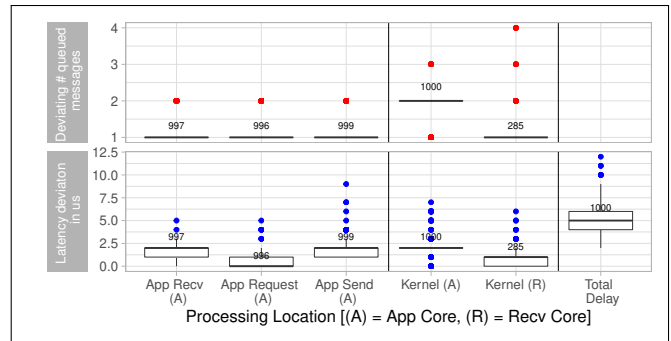 Deviating # queued
messages
4
3
2
1
997
996
999
1000
285
Latency deviaton
in us
12.5
10.0
7.5
5.0
2.5
0.0
997
996
999
1000
285
1000
App Recv
(A)
App Request
(A)
App Send
(A)
Kernel (A)
Kernel (R)
Total
Delay
Processing Location [(A) = App Core, (R) = Recv Core]